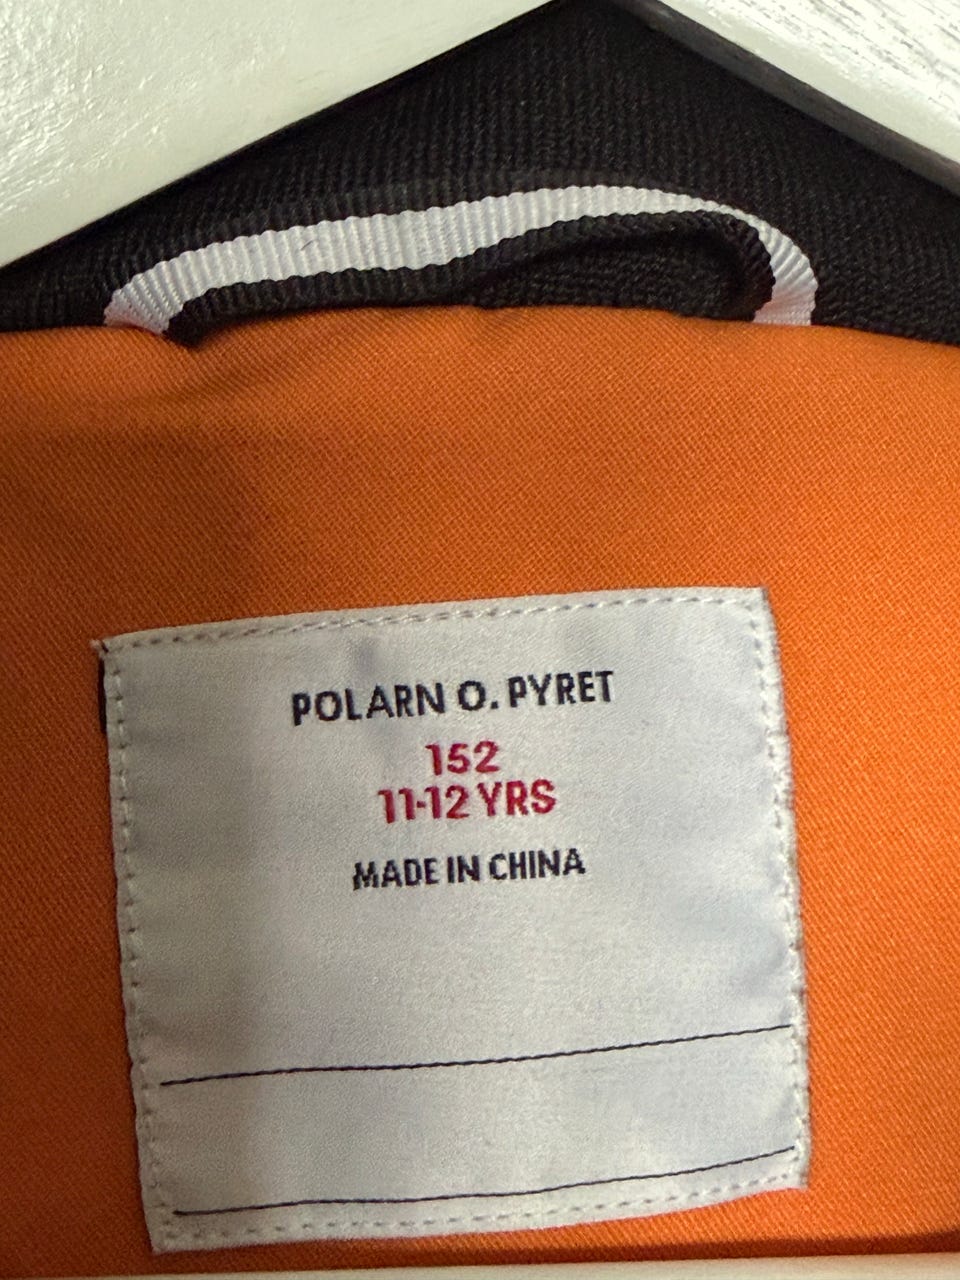 POLARN O. PYRET
152
11-12 YRS
MADE IN CHINA